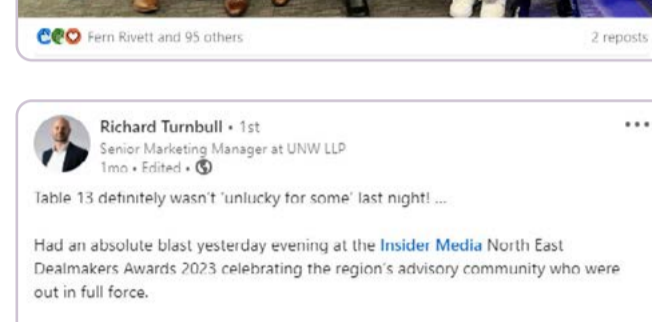 Fern Rivett and 95 others
2 reposts
Richard Turnbull • 1st
Senior Marketing Manager at UNW LLP
1mo • Edited •
Table 13 definitely wasn't 'unlucky for some' last night! ...
Had an absolute blast yesterday evening at the Insider Media North East
Dealmakers Awards 2023 celebrating the region's advisory community who were
out in full force.